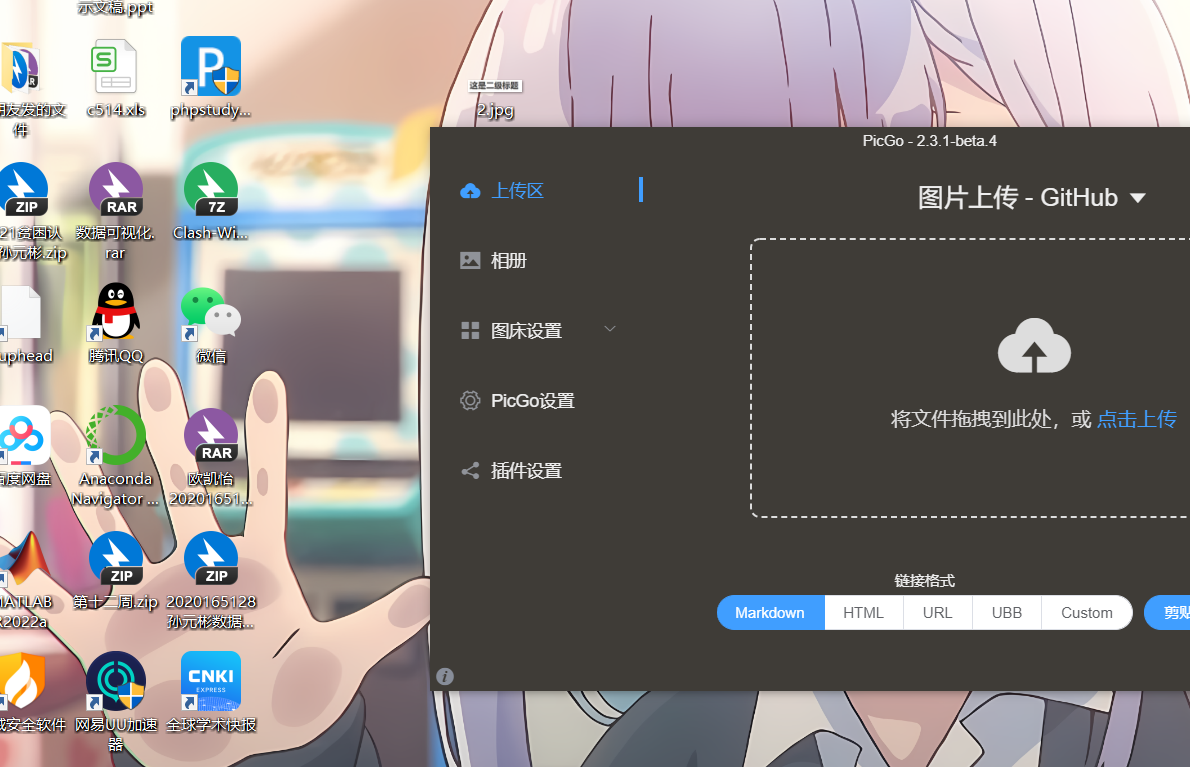 示文稿.ppt
朋友发的文
件
c514.xls
phpstudy...
这是二级标题
2.jpg
ZIP
21贫困认
孙元彬.zip
RAR
数据可视化.
rar
7Z
Clash-Wi...
uphead
腾讯QQ
微信
百度网盘
Anaconda
Navigator ...
RAR
欧凯怡
20201651...
MATLAB
R2022a
ZIP
第十二周.zip
ZIP
2020165128
孙元彬数据...
安全软件
网易UU加速
器
CNKI
EXPRESS
全球学术快报
PicGo - 2.3.1-beta.4
上传区
相册
图床设置
PicGo设置
插件设置
图片上传 - GitHub
将文件拖拽到此处，或 点击上传
链接格式
Markdown
HTML
URL
UBB
Custom
剪贴